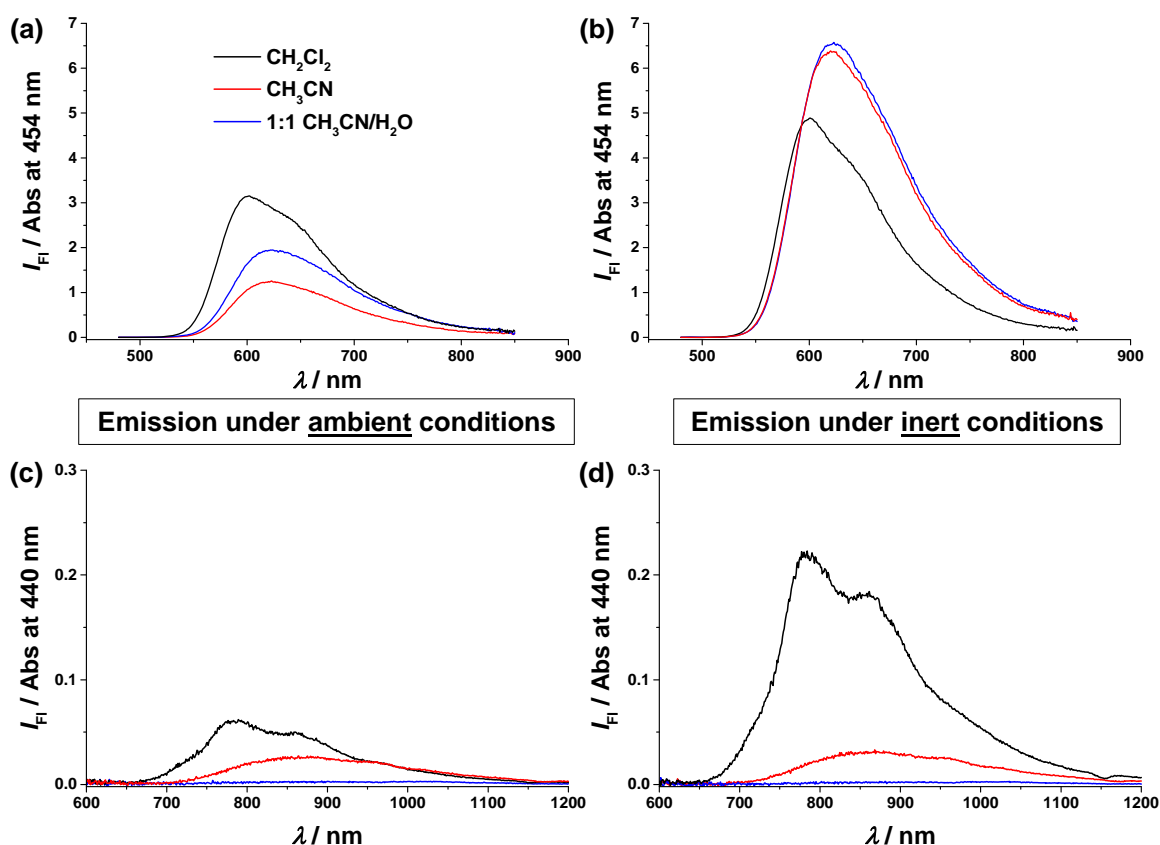 (a)
I_Fl / Abs at 454 nm
7
6
5
4
3
2
1
0
CH₂Cl₂
CH₃CN
1:1 CH₃CN/H₂O
500 600 700 800 900
λ / nm
(b)
I_Fl / Abs at 454 nm
7
6
5
4
3
2
1
0
500 600 700 800 900
λ / nm
Emission under ambient conditions
Emission under inert conditions
(c)
I_Fl / Abs at 440 nm
0.3
0.2
0.1
0.0
600 700 800 900 1000 1100 1200
λ / nm
(d)
I_Fl / Abs at 440 nm
0.3
0.2
0.1
0.0
600 700 800 900 1000 1100 1200
λ / nm